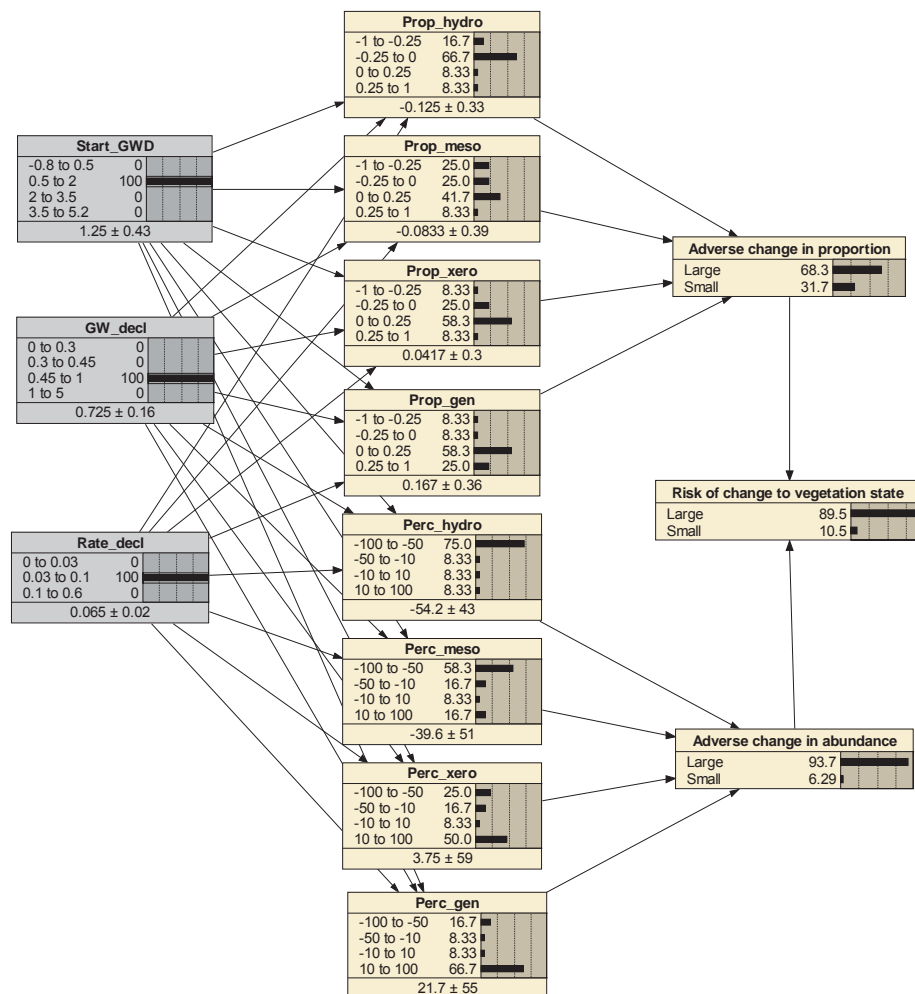 Prop_hydro
-1 to -0.25 16.7
-0.25 to 0 66.7
0 to 0.25 8.33
0.25 to 1 8.33
-0.125 ± 0.33
Start_GWD
-0.8 to 0.5 0
0.5 to 2 100
2 to 3.5 0
3.5 to 5.2 0
1.25 ± 0.43
Prop_meso
-1 to -0.25 25.0
-0.25 to 0 25.0
0 to 0.25 41.7
0.25 to 1 8.33
-0.0833 ± 0.39
Adverse change in proportion
Large 68.3
Small 31.7
Prop_xero
-1 to -0.25 8.33
-0.25 to 0 25.0
0 to 0.25 58.3
0.25 to 1 8.33
0.0417 ± 0.3
GW_decl
0 to 0.3 0
0.3 to 0.45 0
0.45 to 1 100
1 to 5 0
0.725 ± 0.16
Prop_gen
-1 to -0.25 8.33
-0.25 to 0 8.33
0 to 0.25 58.3
0.25 to 1 25.0
0.167 ± 0.36
Risk of change to vegetation state
Large 89.5
Small 10.5
Rate_decl
0 to 0.03 0
0.03 to 0.1 100
0.1 to 0.6 0
0.065 ± 0.02
Perc_hydro
-100 to -50 75.0
-50 to -10 8.33
-10 to 10 8.33
10 to 100 8.33
-54.2 ± 43
Perc_meso
-100 to -50 58.3
-50 to -10 16.7
-10 to 10 8.33
10 to 100 16.7
-39.6 ± 51
Adverse change in abundance
Large 93.7
Small 6.29
Perc_xero
-100 to -50 25.0
-50 to -10 16.7
-10 to 10 8.33
10 to 100 50.0
3.75 ± 59
Perc_gen
-100 to -50 16.7
-50 to -10 8.33
-10 to 10 8.33
10 to 100 66.7
21.7 ± 55